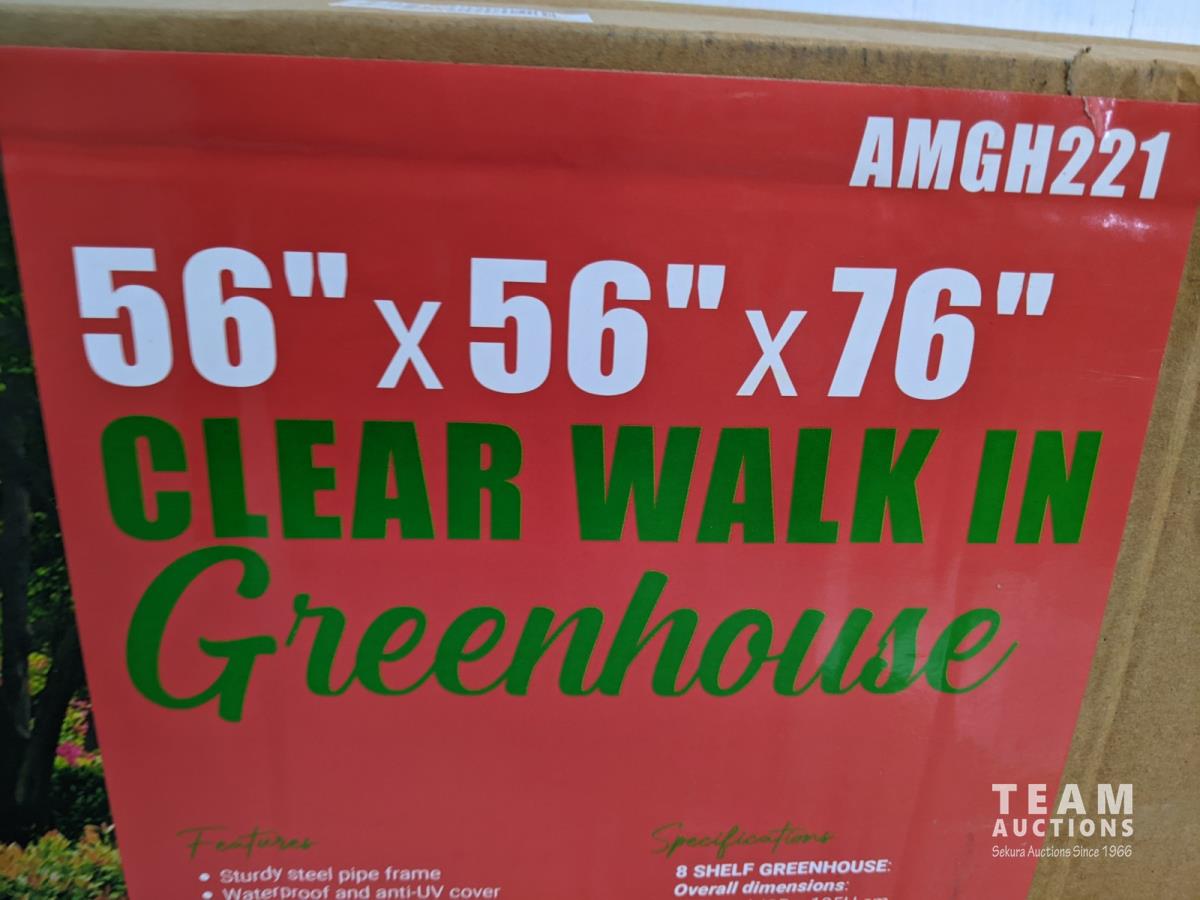 AMGH221
56" x 56" x 76"
CLEAR WALK IN
Greenhouse
Features
• Sturdy steel pipe frame
• Waterproof and anti-UV cover
Specifications
8 SHELF GREENHOUSE:
Overall dimensions:
TEAM
AUCTIONS
Sekura Auctions Since 1966